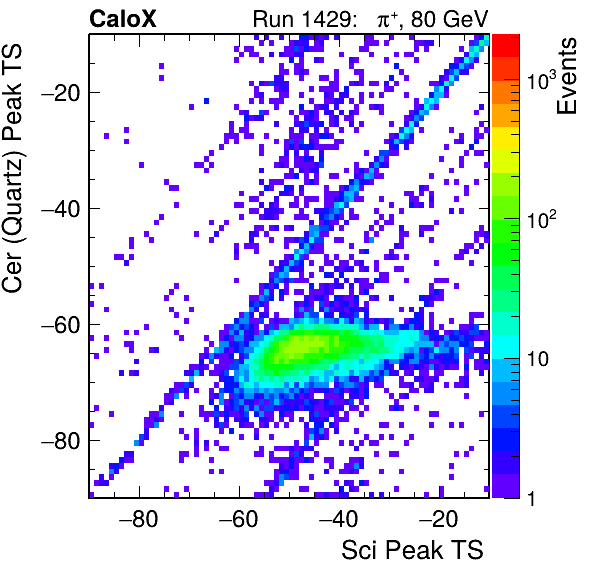 CaloX Run 1429: π⁺, 80 GeV
Cer (Quartz) Peak TS
−20
−40
−60
−80
−80 −60 −40 −20
Sci Peak TS
Events
10³
10²
10
1